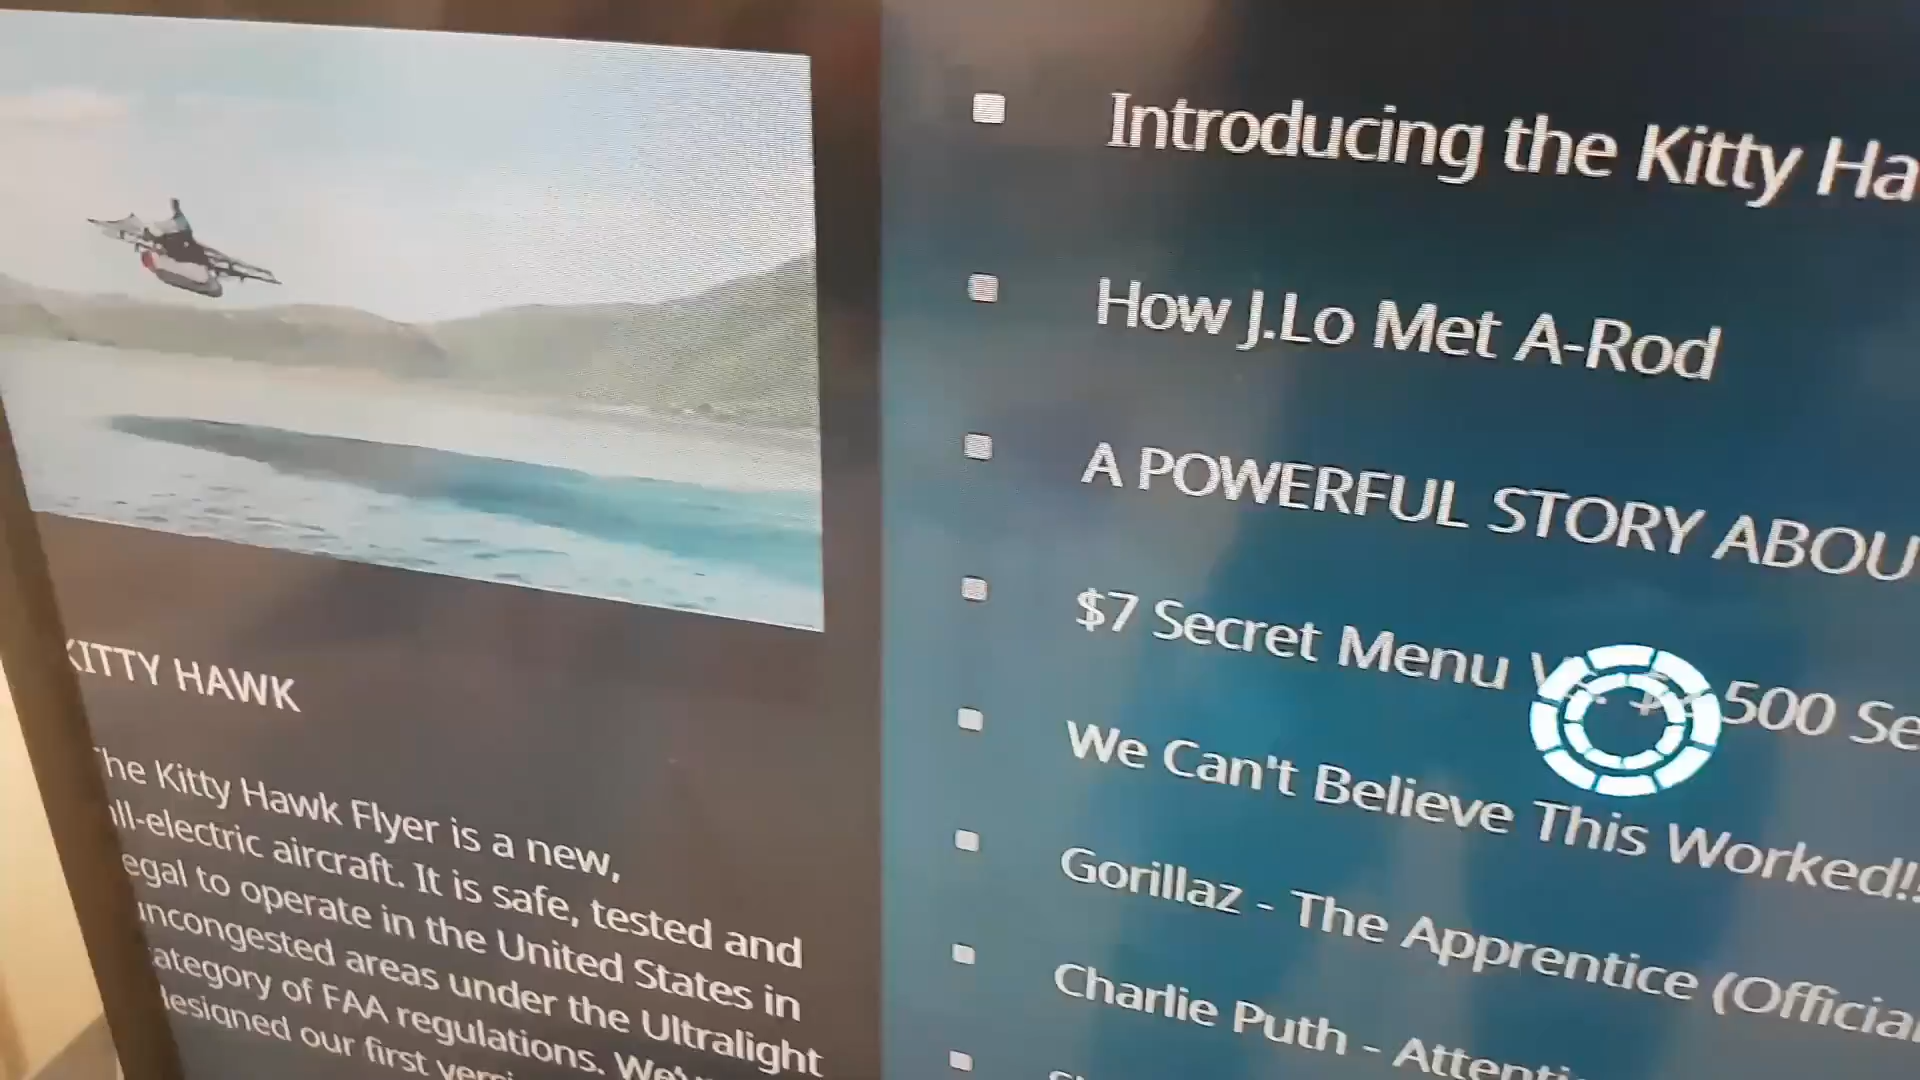 KITTY HAWK
The Kitty Hawk Flyer is a new,
all-electric aircraft. It is safe, tested and
legal to operate in the United States in
uncongested areas under the Ultralight
category of FAA regulations. We've
designed our first
Introducing the Kitty Ha
How J.Lo Met A-Rod
A POWERFUL STORY ABOU
$7 Secret Menu 500 Se
We Can't Believe This Worked!!
Gorillaz - The Apprentice (Official
Charlie Puth - Attenti